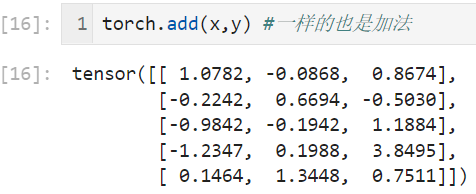 [16]: 1 torch.add(x,y) #一样的也是加法
[16]: tensor([[ 1.0782, -0.0868, 0.8674],
[-0.2242, 0.6694, -0.5030],
[-0.9842, -0.1942, 1.1884],
[-1.2347, 0.1988, 3.8495],
[ 0.1464, 1.3448, 0.7511]])